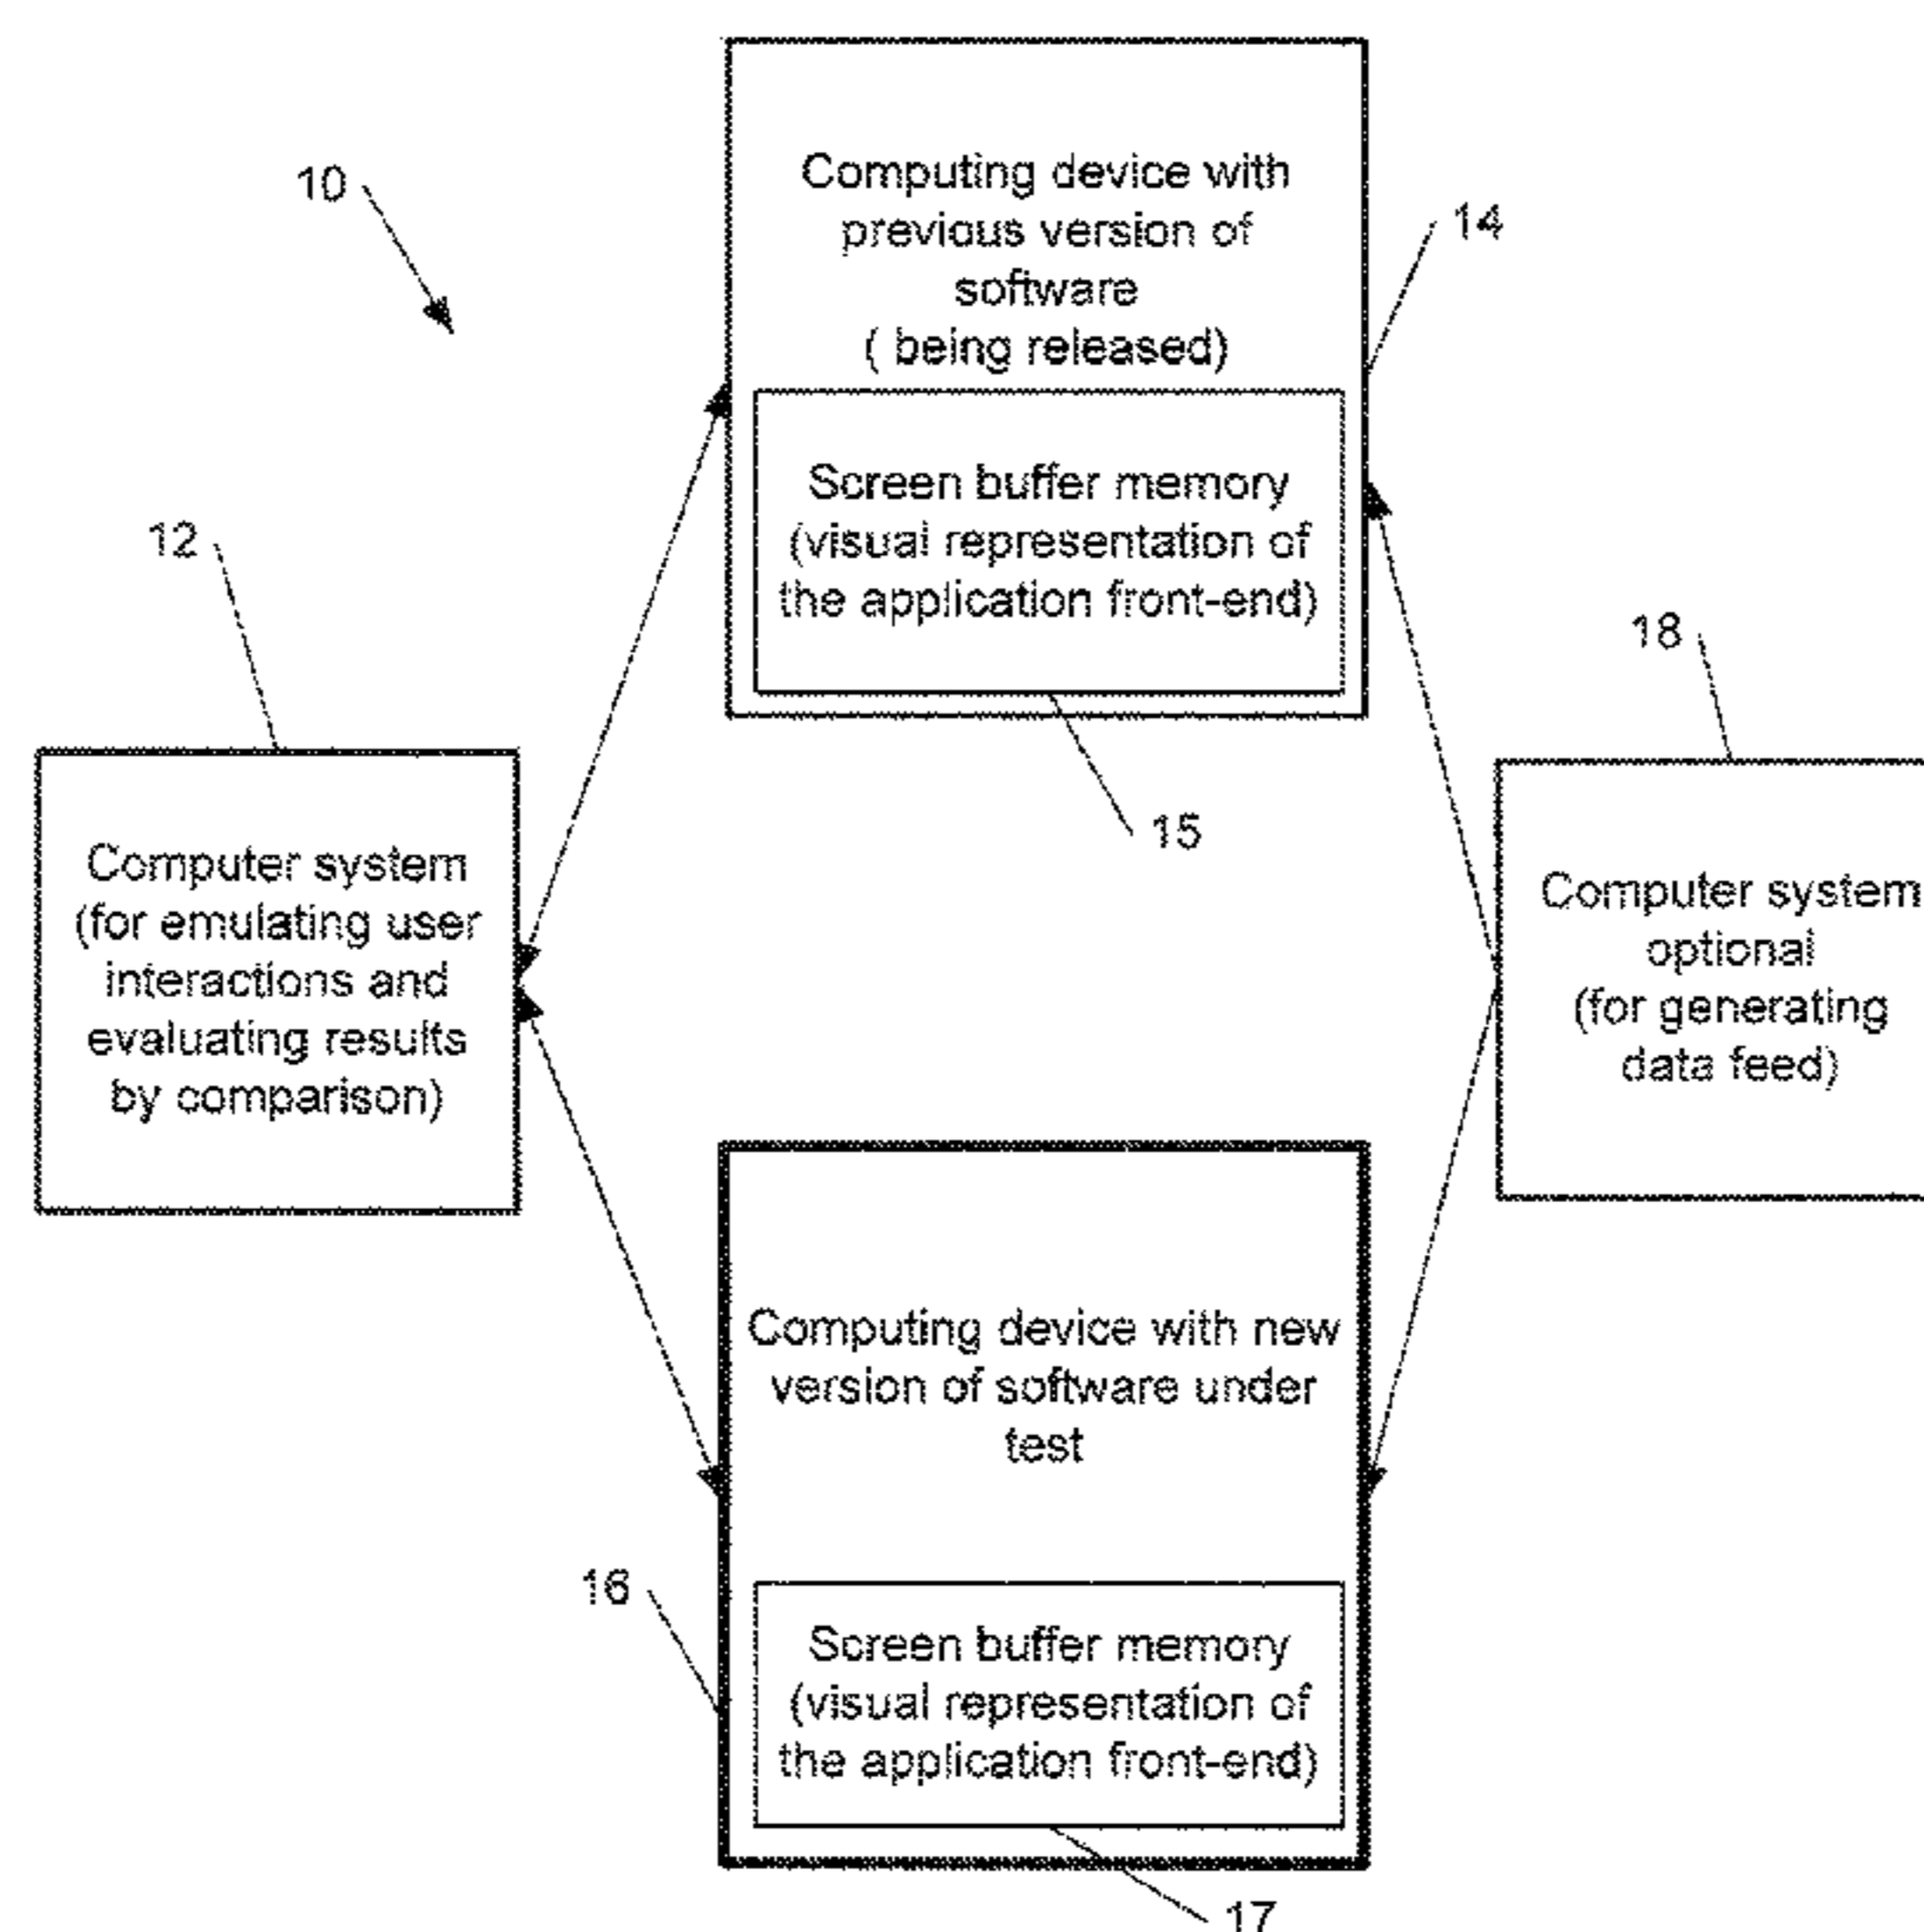 10
Computing device with
previous version of
software
( being released)
14
Screen buffer memory
(visual representation of
the application front-end)
12
18
15
Computer system
(for emulating user
interactions and
evaluating results
by comparison)
Computer system
optional
(for generating
data feed)
Computing device with new
version of software under
test
16
Screen buffer memory
(visual representation of
the application front-end)
17